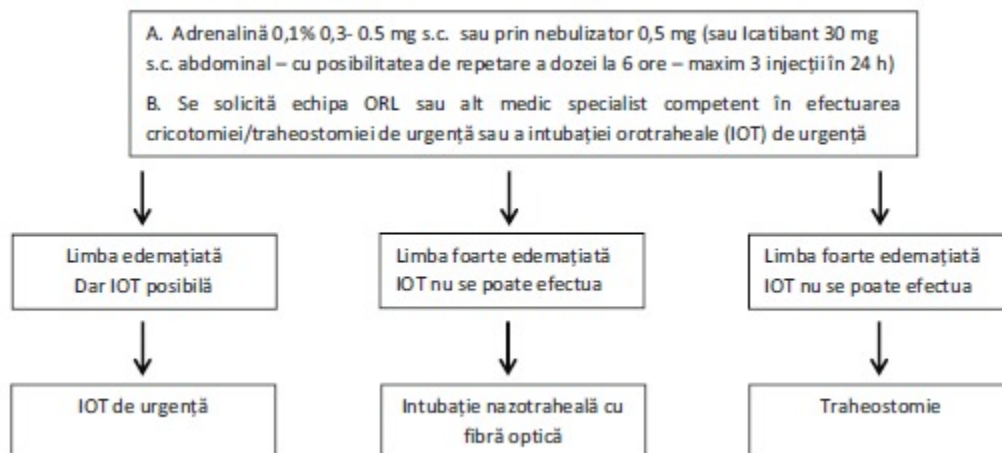 A. Adrenalină 0,1% 0,3- 0.5 mg s.c. sau prin nebulizator 0,5 mg (sau Icatibant 30 mg
s.c. abdominal – cu posibilitatea de repetare a dozei la 6 ore – maxim 3 injecții în 24 h)
B. Se solicită echipa ORL sau alt medic specialist competent în efectuarea
cricotomiei/traheostomiei de urgență sau a intubației orotraheale (IOT) de urgență
Limba edemațiată
Dar IOT posibilă
Limba foarte edemațiată
IOT nu se poate efectua
Limba foarte edemațiată
IOT nu se poate efectua
IOT de urgență
Intubație nazotraheală cu
fibră optică
Traheostomie